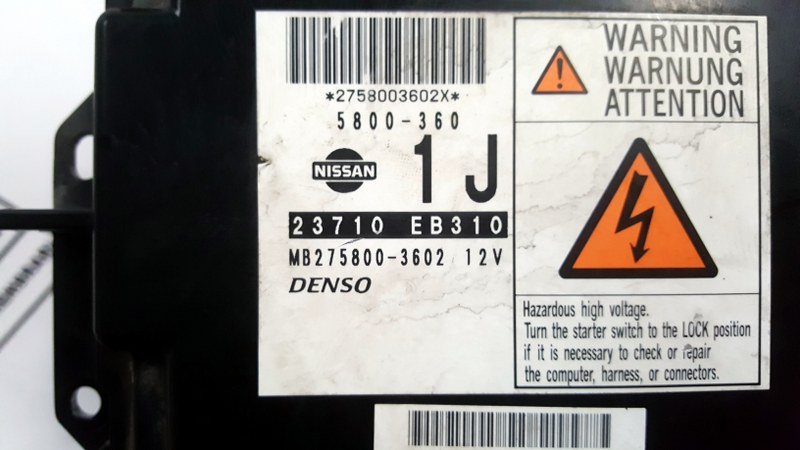 *2758003602X*
5800-360
NISSAN
1J
23710 EB310
MB275800-3602 12V
DENSO
WARNING
WARNUNG
ATTENTION
Hazardous high voltage.
Turn the starter switch to the LOCK position
if it is necessary to check or repair
the computer, harness, or connectors.